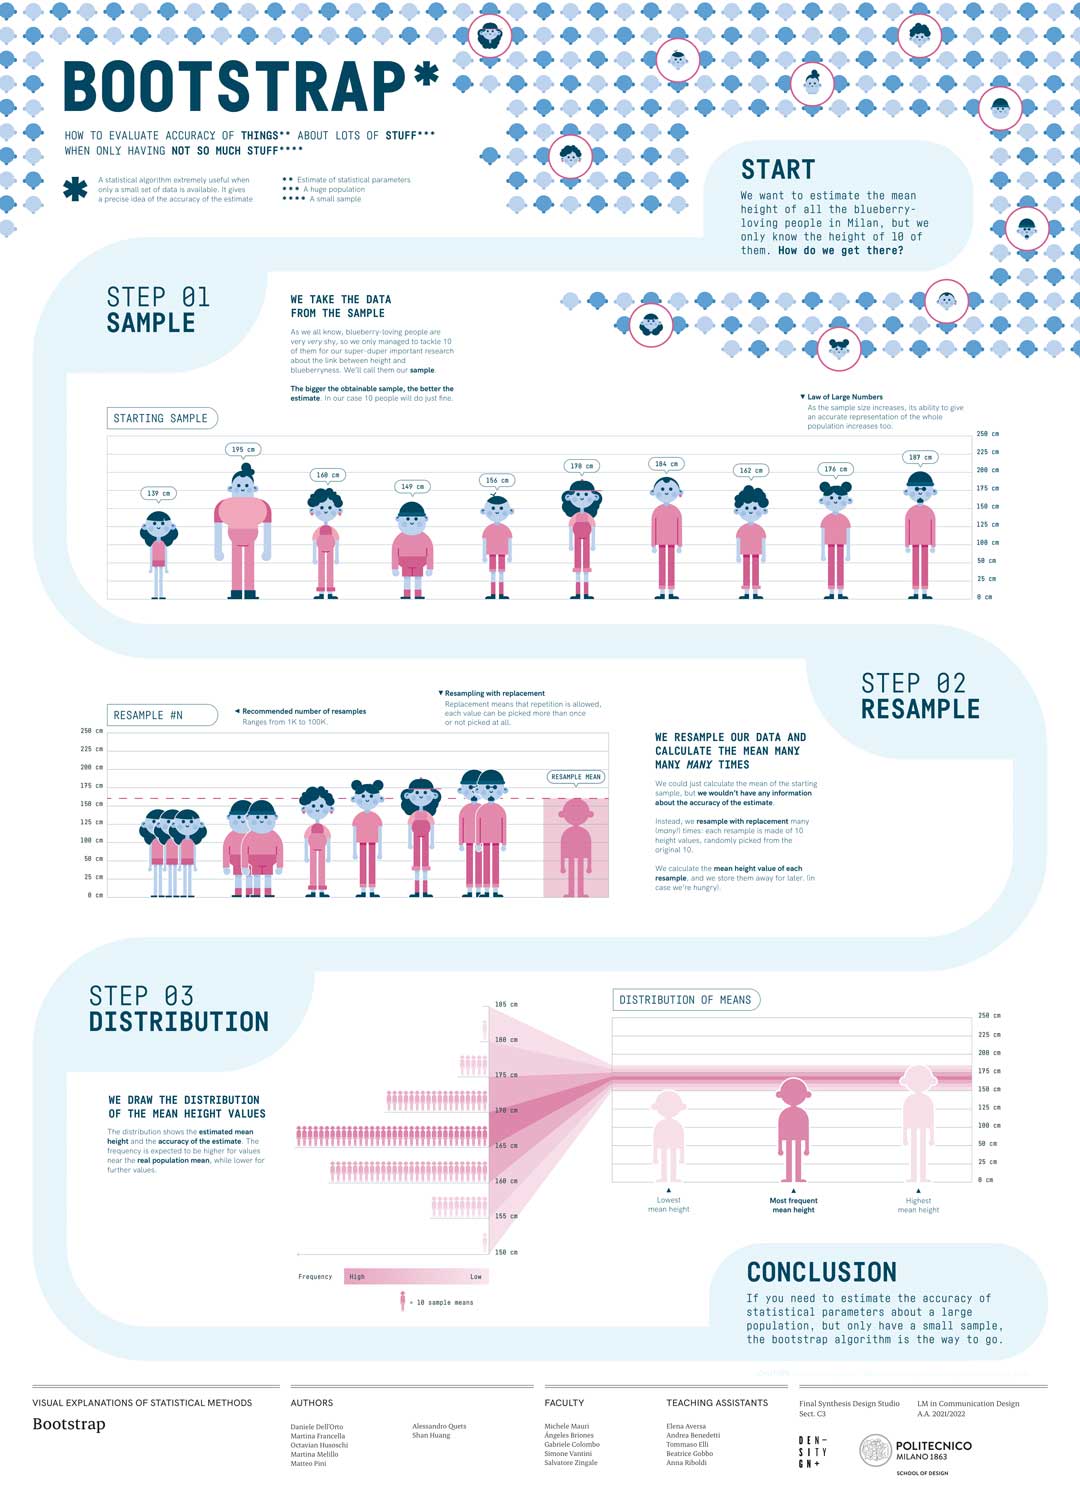 BOOTSTRAP*
HOW TO EVALUATE ACCURACY OF THINGS** ABOUT LOTS OF STUFF***
WHEN ONLY HAVING NOT SO MUCH STUFF****
* A statistical algorithm extremely useful when
only a small set of data is available. It gives
a precise idea of the accuracy of the estimate
** Estimate of statistical parameters
*** A huge population
**** A small sample
START
We want to estimate the mean
height of all the blueberry-
loving people in Milan, but we
only know the height of 10 of
them. How do we get there?
STEP 01
SAMPLE
WE TAKE THE DATA
FROM THE SAMPLE
As we all know, blueberry-loving people are
very very shy, so we only managed to tackle 10
of them for our super-duper important research
about the link between height and
blueberryness. We'll call them our sample.
The bigger the obtainable sample, the better the
estimate. In our case 10 people will do just fine.
▼ Law of Large Numbers
As the sample size increases, its ability to give
an accurate representation of the whole
population increases too.
STARTING SAMPLE
139 cm
195 cm
160 cm
149 cm
156 cm
178 cm
184 cm
162 cm
176 cm
187 cm
250 cm
225 cm
200 cm
175 cm
150 cm
125 cm
100 cm
50 cm
25 cm
0 cm
STEP 02
RESAMPLE
RESAMPLE #N
◄ Recommended number of resamples
Ranges from 1K to 100K.
▼ Resampling with replacement
Replacement means that repetition is allowed,
each value can be picked more than once
or not picked at all.
250 cm
225 cm
200 cm
175 cm
150 cm
125 cm
100 cm
50 cm
25 cm
0 cm
RESAMPLE MEAN
WE RESAMPLE OUR DATA AND
CALCULATE THE MEAN MANY
MANY MANY TIMES
We could just calculate the mean of the starting
sample, but we wouldn't have any information
about the accuracy of the estimate.
Instead, we resample with replacement many
(many!) times: each resample is made of 10
height values, randomly picked from the
original 10.
We calculate the mean height value of each
resample, and we store them away for later. (in
case we're hungry).
STEP 03
DISTRIBUTION
WE DRAW THE DISTRIBUTION
OF THE MEAN HEIGHT VALUES
The distribution shows the estimated mean
height and the accuracy of the estimate. The
frequency is expected to be higher for values
near the real population mean, while lower for
further values.
185 cm
180 cm
175 cm
170 cm
165 cm
160 cm
155 cm
150 cm
Frequency High Low
= 10 sample means
DISTRIBUTION OF MEANS
250 cm
225 cm
200 cm
175 cm
150 cm
125 cm
100 cm
50 cm
25 cm
0 cm
▲ Lowest
mean height
▲ Most frequent
mean height
▲ Highest
mean height
CONCLUSION
If you need to estimate the accuracy of
statistical parameters about a large
population, but only have a small sample,
the bootstrap algorithm is the way to go.
VISUAL EXPLANATIONS OF STATISTICAL METHODS
Bootstrap
AUTHORS
Daniele Dell'Orto
Martina Francella
Octavian Husoschi
Martina Melillo
Matteo Pini
Alessandro Quets
Shan Huang
FACULTY
Michele Mauri
Ángeles Briones
Gabriele Colombo
Simone Vantini
Salvatore Zingale
TEACHING ASSISTANTS
Elena Aversa
Andrea Benedetti
Tommaso Elli
Beatrice Gobbo
Anna Riboldi
Final Synthesis Design Studio
Sect. C3
LM in Communication Design
A.A. 2021/2022
DEN—
SITY
GN+
POLITECNICO
MILANO 1863
SCHOOL OF DESIGN